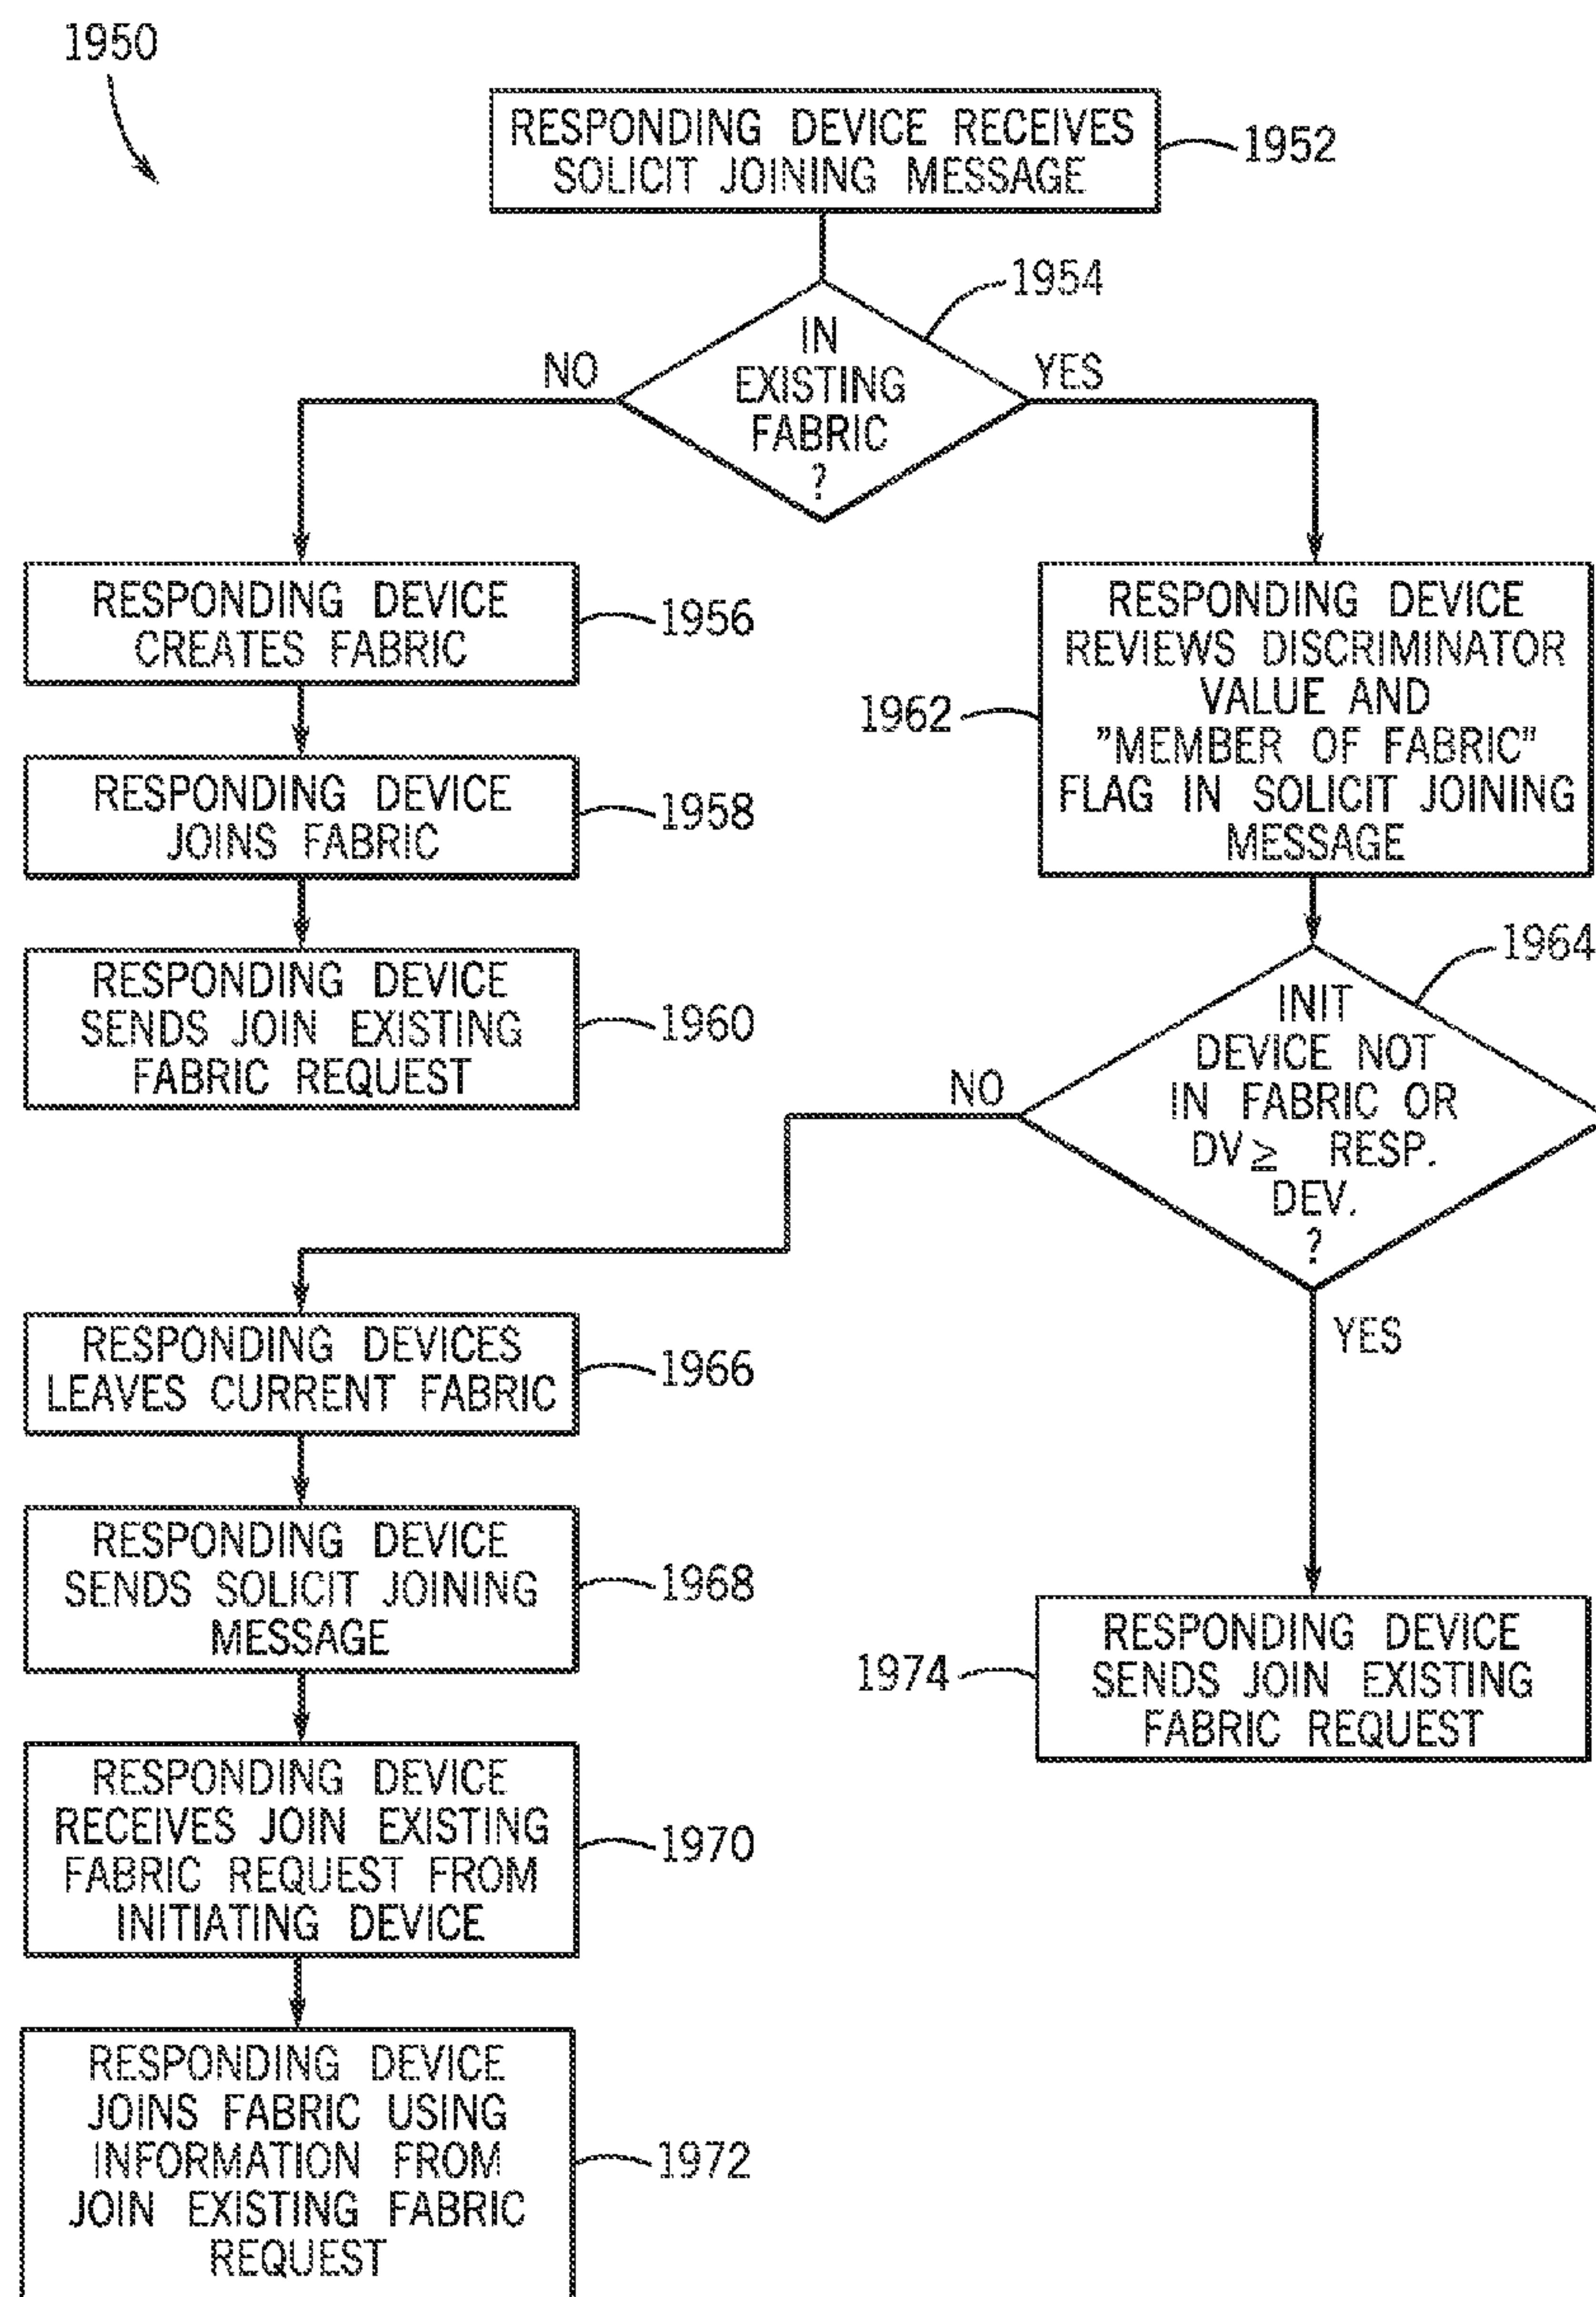 1950
RESPONDING DEVICE RECEIVES
SOLICIT JOINING MESSAGE
1952
1954
IN
EXISTING
FABRIC
?
NO
YES
RESPONDING DEVICE
CREATES FABRIC
1956
RESPONDING DEVICE
JOINS FABRIC
1958
RESPONDING DEVICE
SENDS JOIN EXISTING
FABRIC REQUEST
1960
RESPONDING DEVICE
REVIEWS DISCRIMINATOR
VALUE AND
"MEMBER OF FABRIC"
FLAG IN SOLICIT JOINING
MESSAGE
1962
1964
INIT
DEVICE NOT
IN FABRIC OR
DV ≥ RESP.
DEV.
?
NO
YES
RESPONDING DEVICES
LEAVES CURRENT FABRIC
1966
RESPONDING DEVICE
SENDS SOLICIT JOINING
MESSAGE
1968
RESPONDING DEVICE
RECEIVES JOIN EXISTING
FABRIC REQUEST FROM
INITIATING DEVICE
1970
RESPONDING DEVICE
JOINS FABRIC USING
INFORMATION FROM
JOIN EXISTING FABRIC
REQUEST
1972
1974
RESPONDING DEVICE
SENDS JOIN EXISTING
FABRIC REQUEST